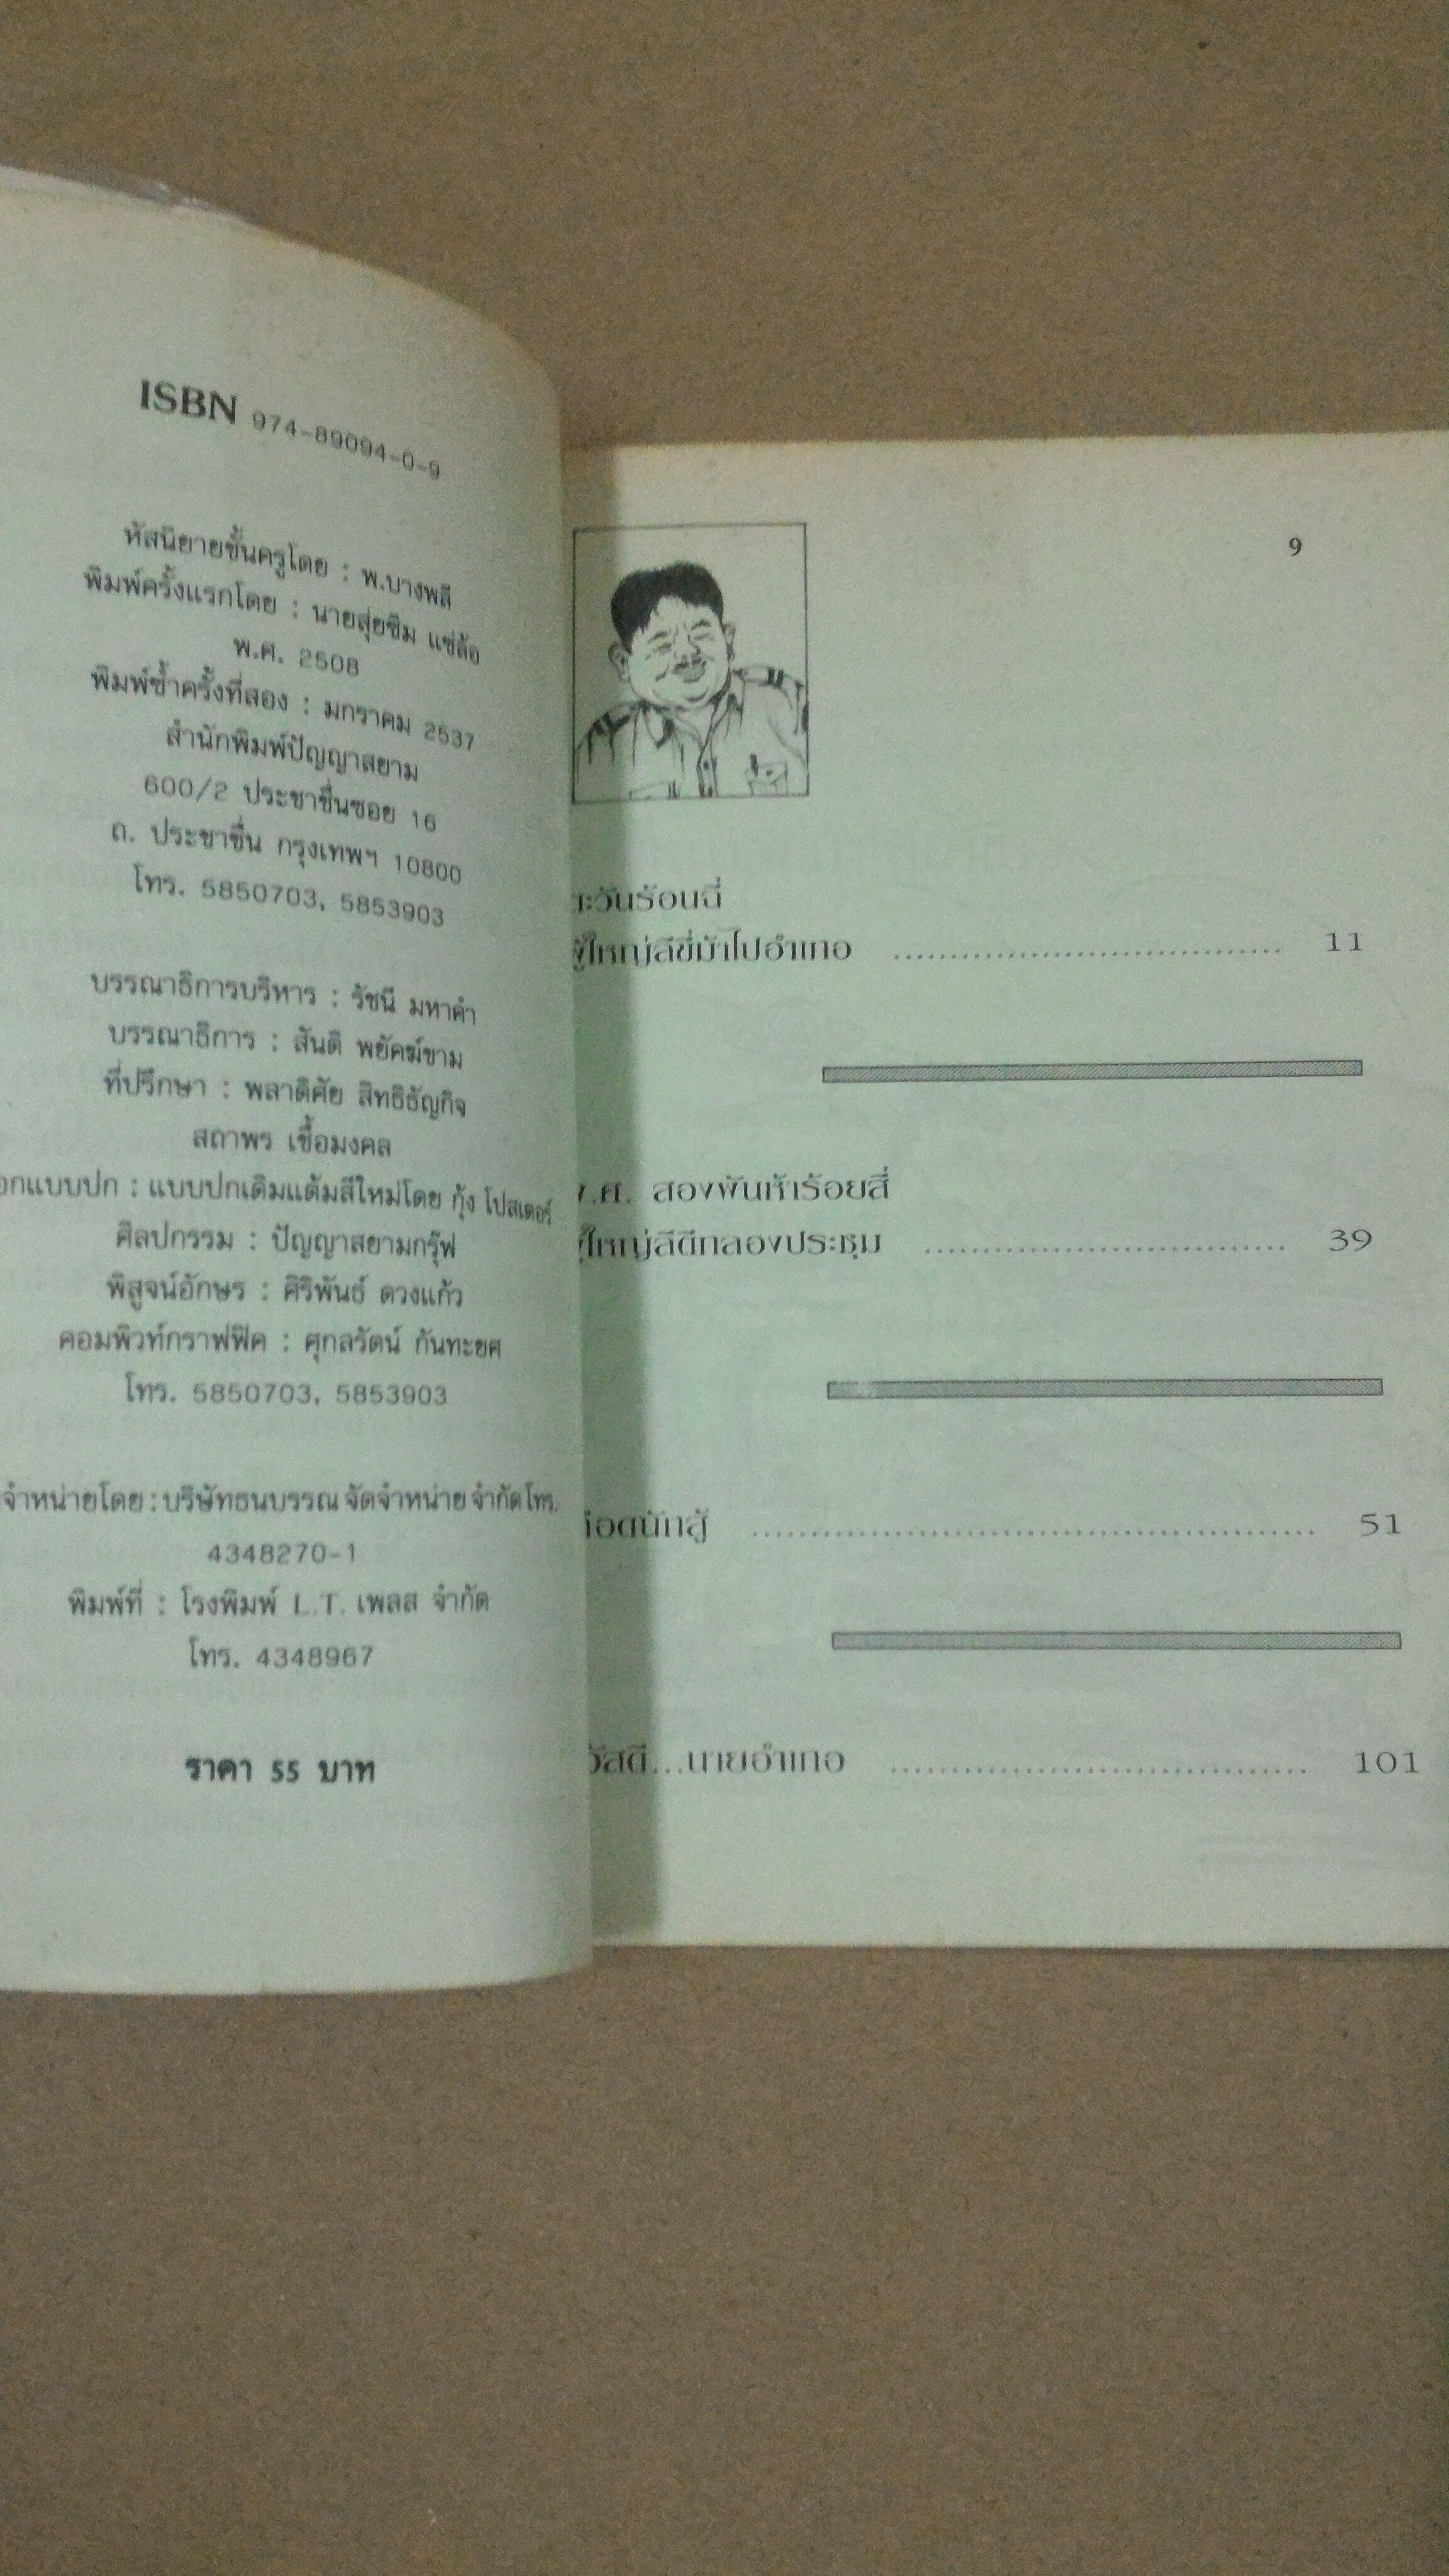 ISBN 974-89094-0-9
หัสนิยายชั้นครูโดย : พ.บางพลี
พิมพ์ครั้งแรกโดย : นายสุ่ยชิม แซ่ล้อ
พ.ศ. 2508
พิมพ์ซ้ำครั้งที่สอง : มกราคม 2537
สำนักพิมพ์ปัญญาสยาม
600/2 ประชาชื่นซอย 16
ถ. ประชาชื่น กรุงเทพฯ 10800
โทร. 5850703, 5853903
บรรณาธิการบริหาร : รัชนี มหาคำ
บรรณาธิการ : สันติ พยัคฆ์ขาม
ที่ปรึกษา : พลาดิศัย สิทธิธัญกิจ
สถาพร เชื้อมงคล
อกแบบปก : แบบปกเดิมแต้มสีใหม่โดย กุ้ง โปสเตอร์
ศิลปกรรม : ปัญญาสยามกรุ๊ฟ
พิสูจน์อักษร : ศิริพันธ์ ดวงแก้ว
คอมพิวท์กราฟฟิค : ศุกลรัตน์ กันทะยศ
โทร. 5850703, 5853903
จำหน่ายโดย : บริษัทธนบรรณ จัดจำหน่าย จำกัด โทร.
4348270-1
พิมพ์ที่ : โรงพิมพ์ L.T. เพลส จำกัด
โทร. 4348967
ราคา 55 บาท
9
ะวันร้อนฉี่
ผู้ใหญ่ลีขี่ม้าไปอำเภอ ................................ 11
.ศ. สองพันห้าร้อยสี่
ผู้ใหญ่ลีตีกลองประชุม ................................ 39
ือดนักสู้ ................................ 51
วัสดี...นายอำเภอ ................................ 101